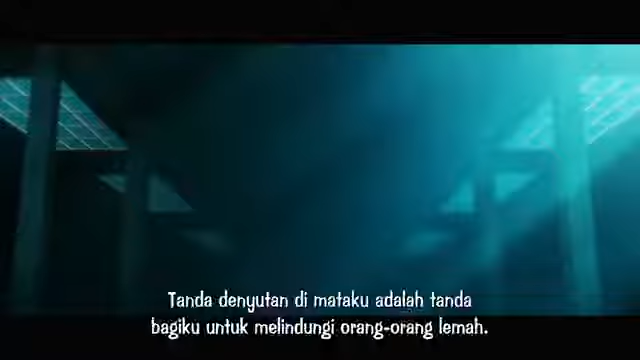 Tanda denyutan di mataku adalah tanda
bagiku untuk melindungi orang-orang lemah.